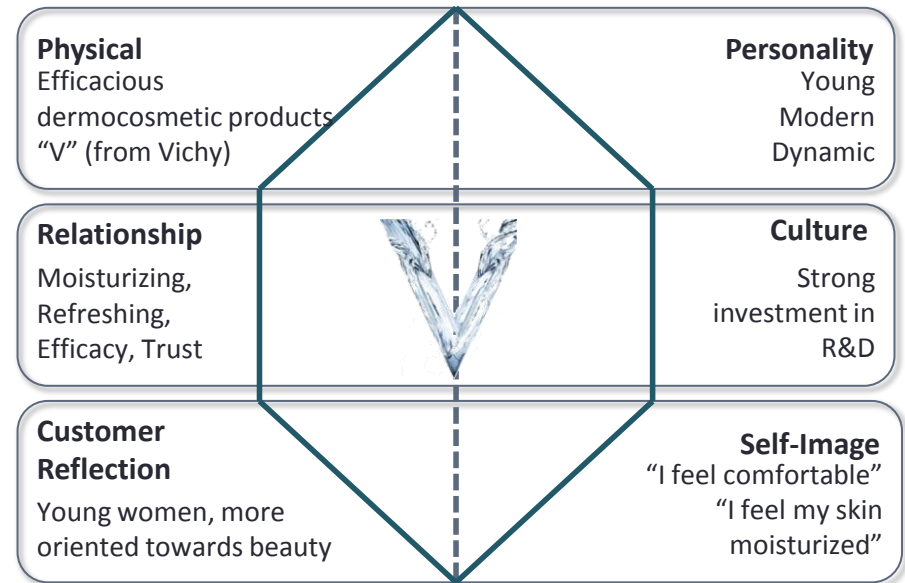 Physical
Efficacious
dermocosmetic products
“V” (from Vichy)
Personality
Young
Modern
Dynamic
Relationship
Moisturizing,
Refreshing,
Efficacy, Trust
Culture
Strong
investment in
R&D
Customer
Reflection
Young women, more
oriented towards beauty
Self-Image
“I feel comfortable”
“I feel my skin
moisturized”